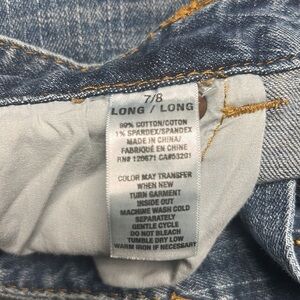 7/8
LONG / LONG
99% COTTON/COTON
1% SPARDEX/SPANDEX
MADE IN CHINA/
FABRIQUÉ EN CHINE
RN# 120671 CA#53201
COLOR MAY TRANSFER
WHEN NEW
TURN GARMENT
INSIDE OUT
MACHINE WASH COLD
SEPARATELY
GENTLE CYCLE
DO NOT BLEACH
TUMBLE DRY LOW
WARM IRON IF NECESSARY